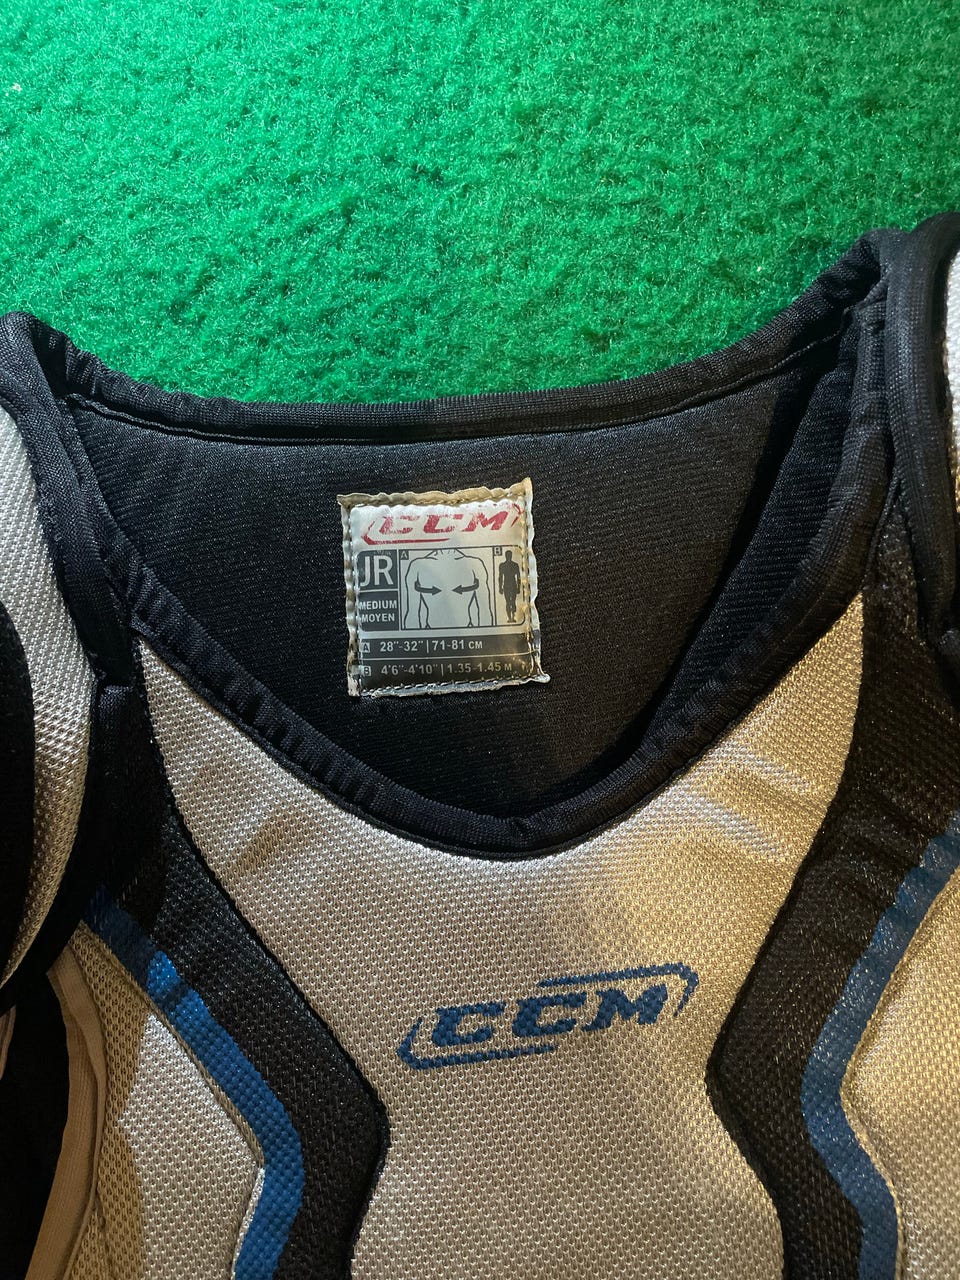 CCM
JR
A
B
MEDIUM
MOYEN
A 28"-32" | 71-81 CM
B 4'6"-4'10" | 1.35-1.45 M
CCM